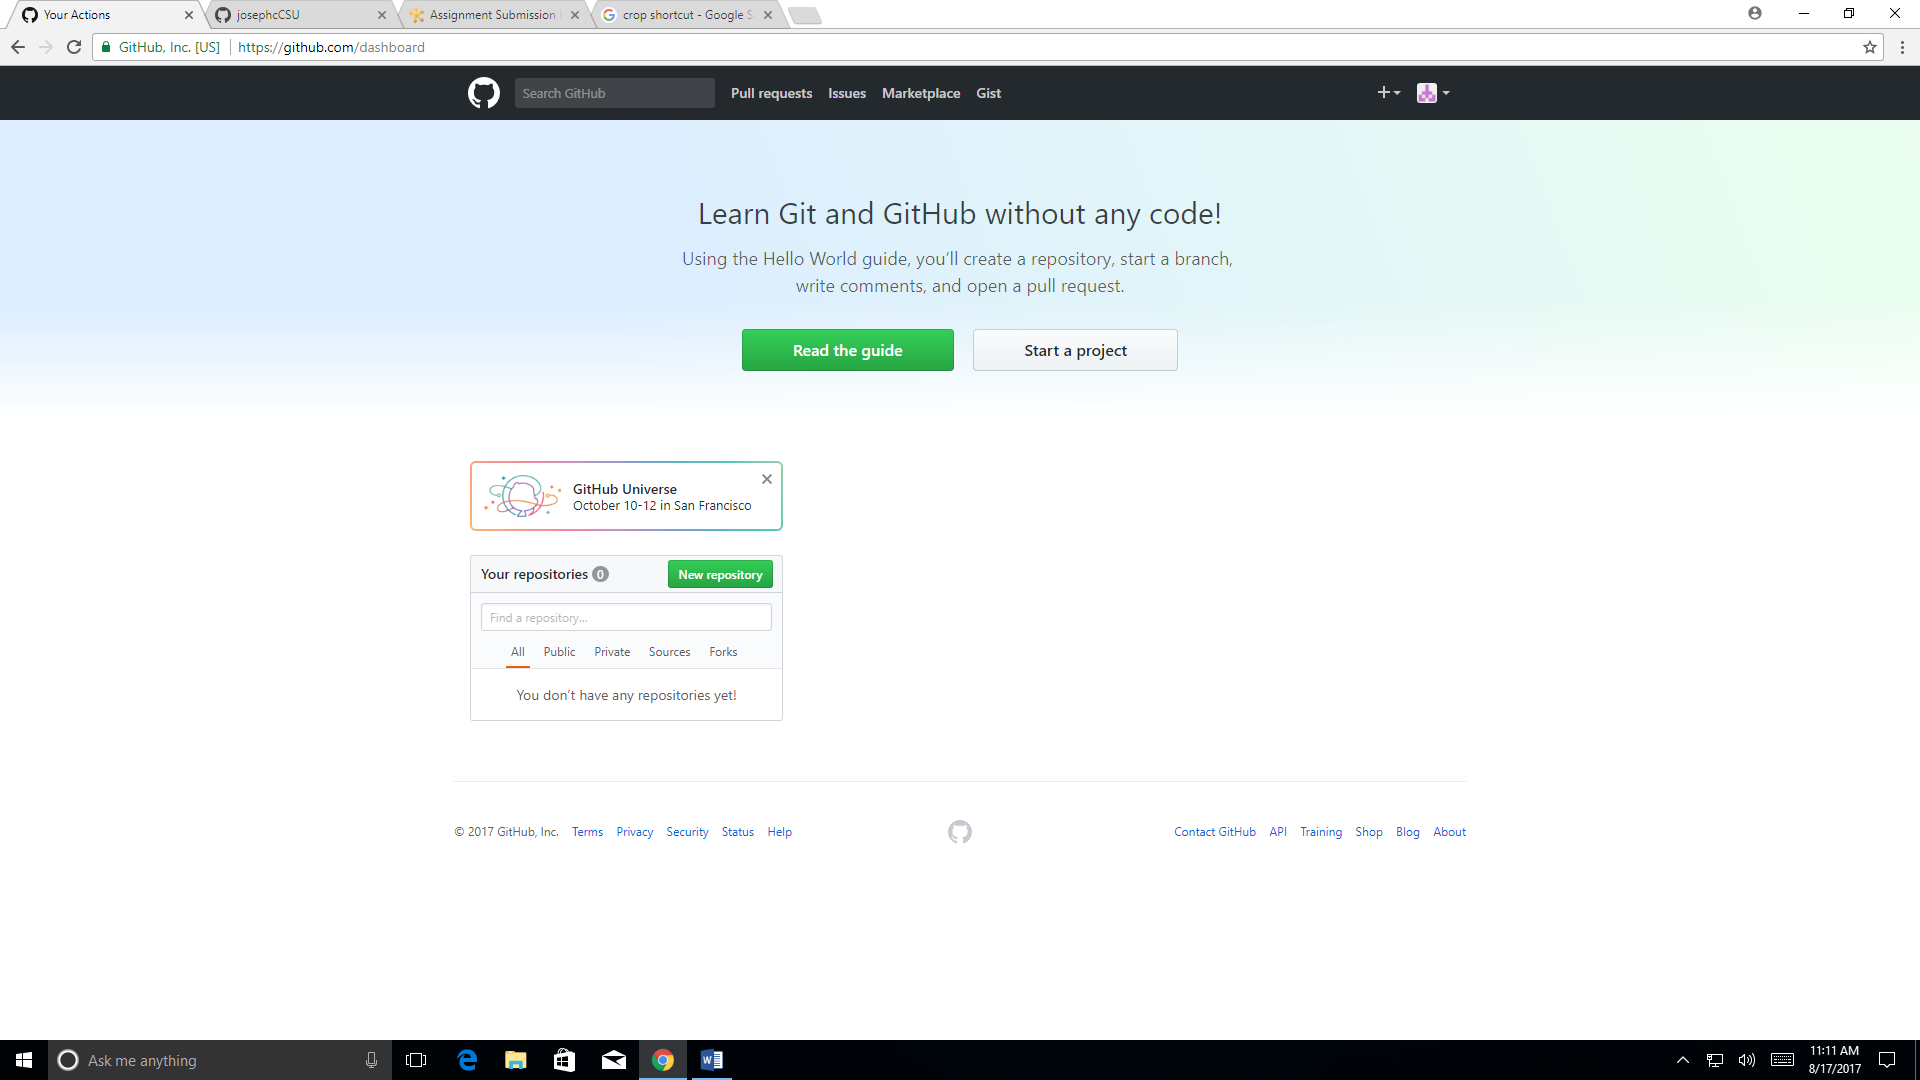 Your Actions
josephcCSU
Assignment Submission
crop shortcut - Google S
GitHub, Inc. [US]
https://github.com/dashboard
Search GitHub
Pull requests
Issues
Marketplace
Gist
Learn Git and GitHub without any code!
Using the Hello World guide, you’ll create a repository, start a branch,
write comments, and open a pull request.
Read the guide
Start a project
GitHub Universe
October 10-12 in San Francisco
Your repositories 0
New repository
Find a repository...
All
Public
Private
Sources
Forks
You don’t have any repositories yet!
© 2017 GitHub, Inc.
Terms
Privacy
Security
Status
Help
Contact GitHub
API
Training
Shop
Blog
About
Ask me anything
11:11 AM
8/17/2017